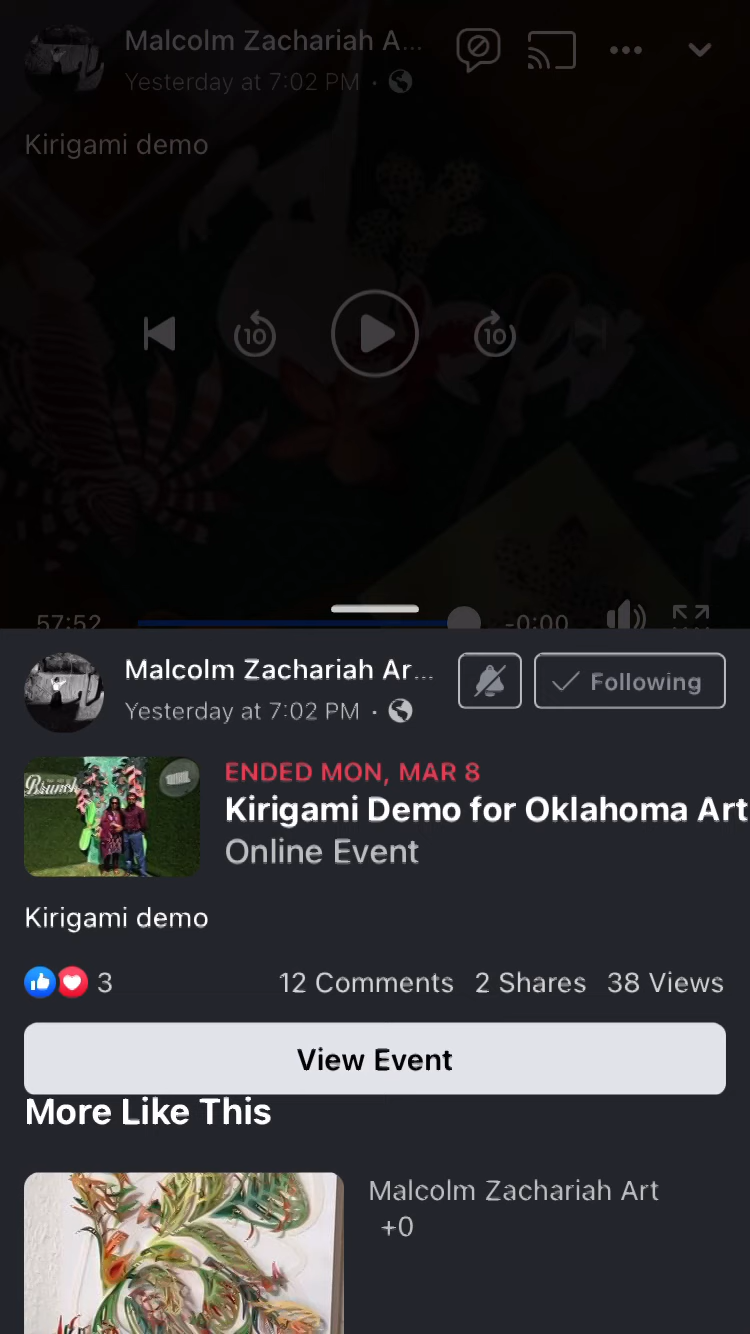 Malcolm Zachariah A...
Yesterday at 7:02 PM ·
Kirigami demo
10
10
57:52
-0:00
Malcolm Zachariah Ar...
Yesterday at 7:02 PM ·
Following
Brunch
ENDED MON, MAR 8
Kirigami Demo for Oklahoma Art
Online Event
Kirigami demo
3
12 Comments 2 Shares 38 Views
View Event
More Like This
Malcolm Zachariah Art
+0